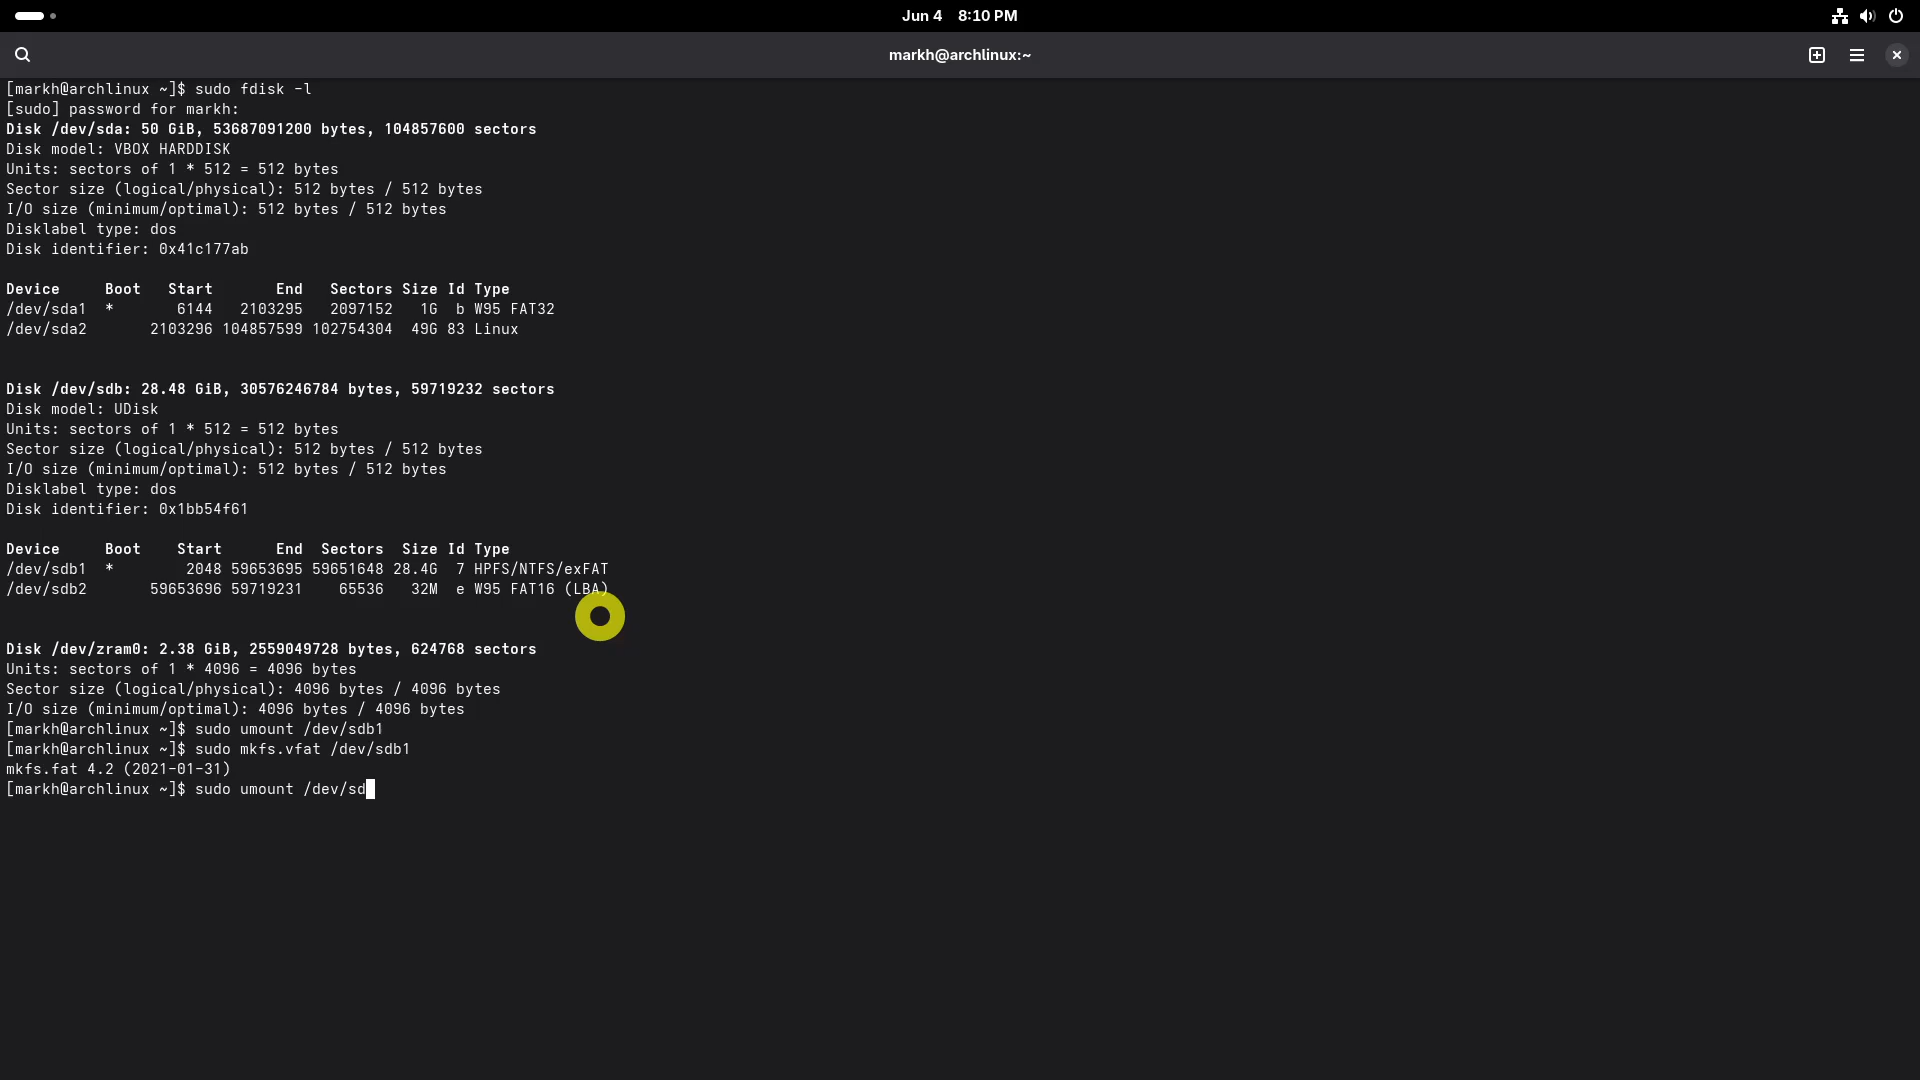 Jun 4 8:10 PM
markh@archlinux:~
[markh@archlinux ~]$ sudo fdisk -l
[sudo] password for markh:
Disk /dev/sda: 50 GiB, 53687091200 bytes, 104857600 sectors
Disk model: VBOX HARDDISK
Units: sectors of 1 * 512 = 512 bytes
Sector size (logical/physical): 512 bytes / 512 bytes
I/O size (minimum/optimal): 512 bytes / 512 bytes
Disklabel type: dos
Disk identifier: 0x41c177ab
Device     Boot   Start       End   Sectors Size Id Type
/dev/sda1  *       6144   2103295   2097152   1G  b W95 FAT32
/dev/sda2       2103296 104857599 102754304  49G 83 Linux
Disk /dev/sdb: 28.48 GiB, 30576246784 bytes, 59719232 sectors
Disk model: UDisk
Units: sectors of 1 * 512 = 512 bytes
Sector size (logical/physical): 512 bytes / 512 bytes
I/O size (minimum/optimal): 512 bytes / 512 bytes
Disklabel type: dos
Disk identifier: 0x1bb54f61
Device     Boot    Start      End  Sectors  Size Id Type
/dev/sdb1  *        2048 59653695 59651648 28.4G  7 HPFS/NTFS/exFAT
/dev/sdb2       59653696 59719231    65536   32M  e W95 FAT16 (LBA)
Disk /dev/zram0: 2.38 GiB, 2559049728 bytes, 624768 sectors
Units: sectors of 1 * 4096 = 4096 bytes
Sector size (logical/physical): 4096 bytes / 4096 bytes
I/O size (minimum/optimal): 4096 bytes / 4096 bytes
[markh@archlinux ~]$ sudo umount /dev/sdb1
[markh@archlinux ~]$ sudo mkfs.vfat /dev/sdb1
mkfs.fat 4.2 (2021-01-31)
[markh@archlinux ~]$ sudo umount /dev/sd